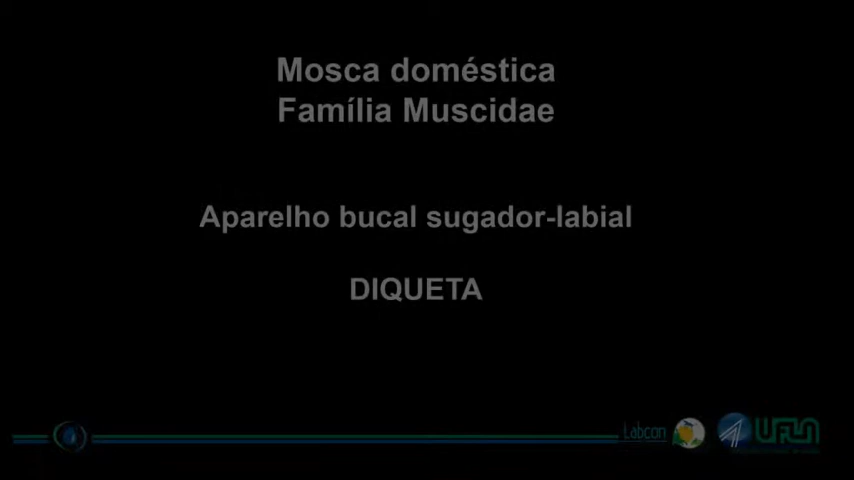 Mosca doméstica
Família Muscidae
Aparelho bucal sugador-labial
DIQUETA
Labcon
UFLA